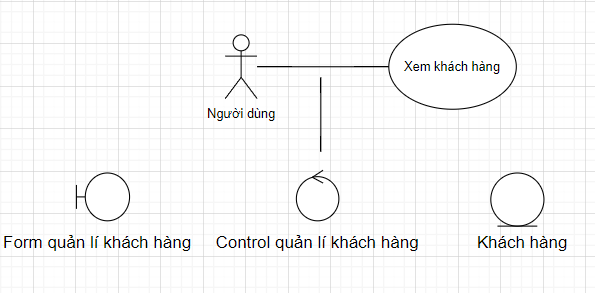 Xem khách hàng
Người dùng
Form quản lí khách hàng
Control quản lí khách hàng
Khách hàng